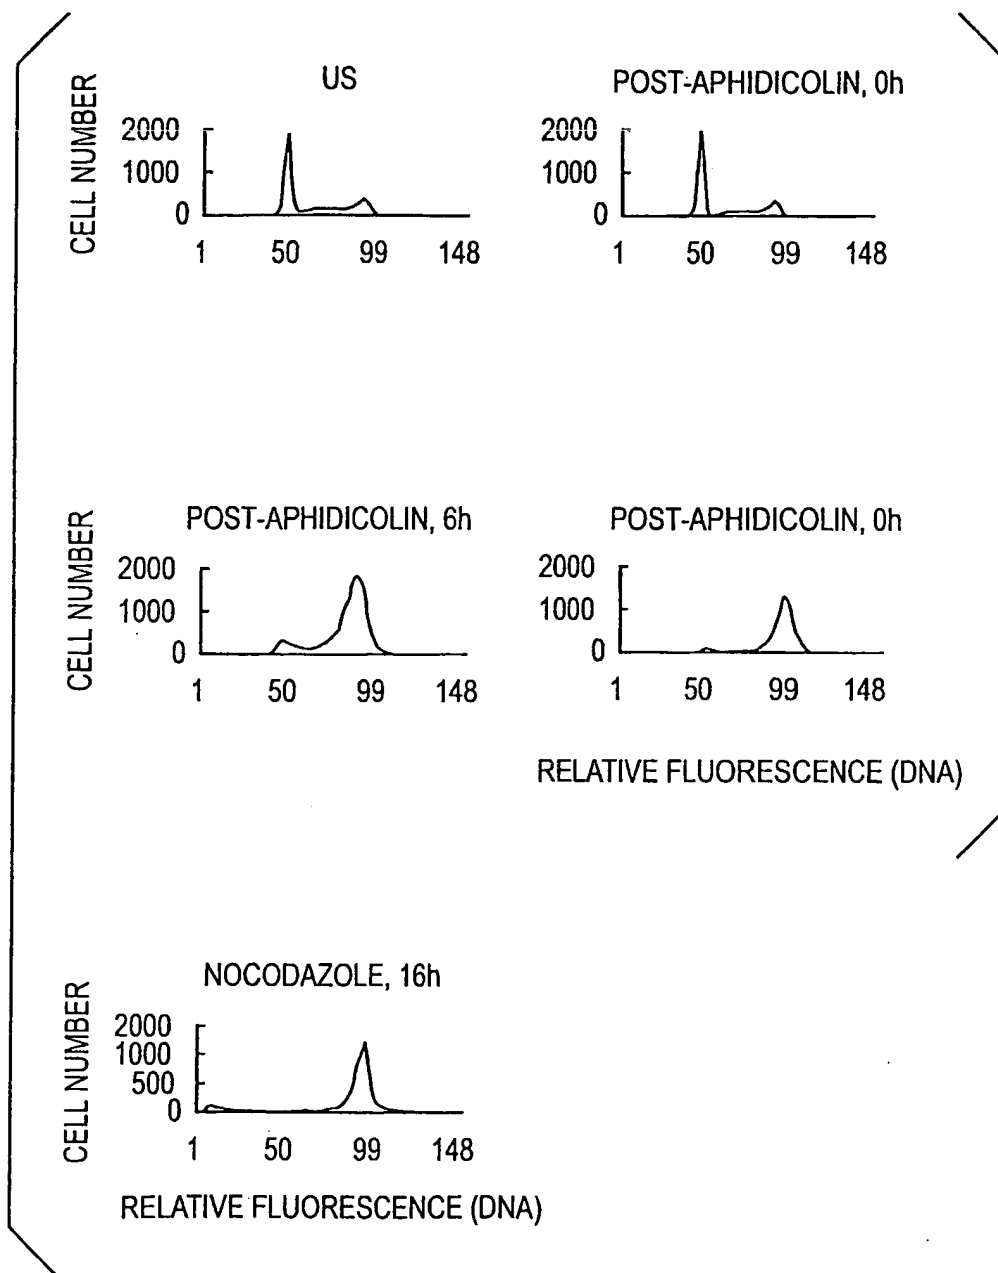 US
CELL NUMBER
2000
1000
0
1 50 99 148
POST-APHIDICOLIN, 0h
2000
1000
0
1 50 99 148
POST-APHIDICOLIN, 6h
CELL NUMBER
2000
1000
0
1 50 99 148
POST-APHIDICOLIN, 0h
2000
1000
0
1 50 99 148
RELATIVE FLUORESCENCE (DNA)
NOCODAZOLE, 16h
CELL NUMBER
2000
1000
500
0
1 50 99 148
RELATIVE FLUORESCENCE (DNA)